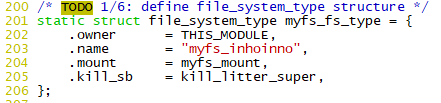 200 /* TODO 1/6: define file_system_type structure */
201 static struct file_system_type myfs_fs_type = {
202         .owner      = THIS_MODULE,
203         .name       = "myfs_inhoinno",
204         .mount      = myfs_mount,
205         .kill_sb    = kill_litter_super,
206 };